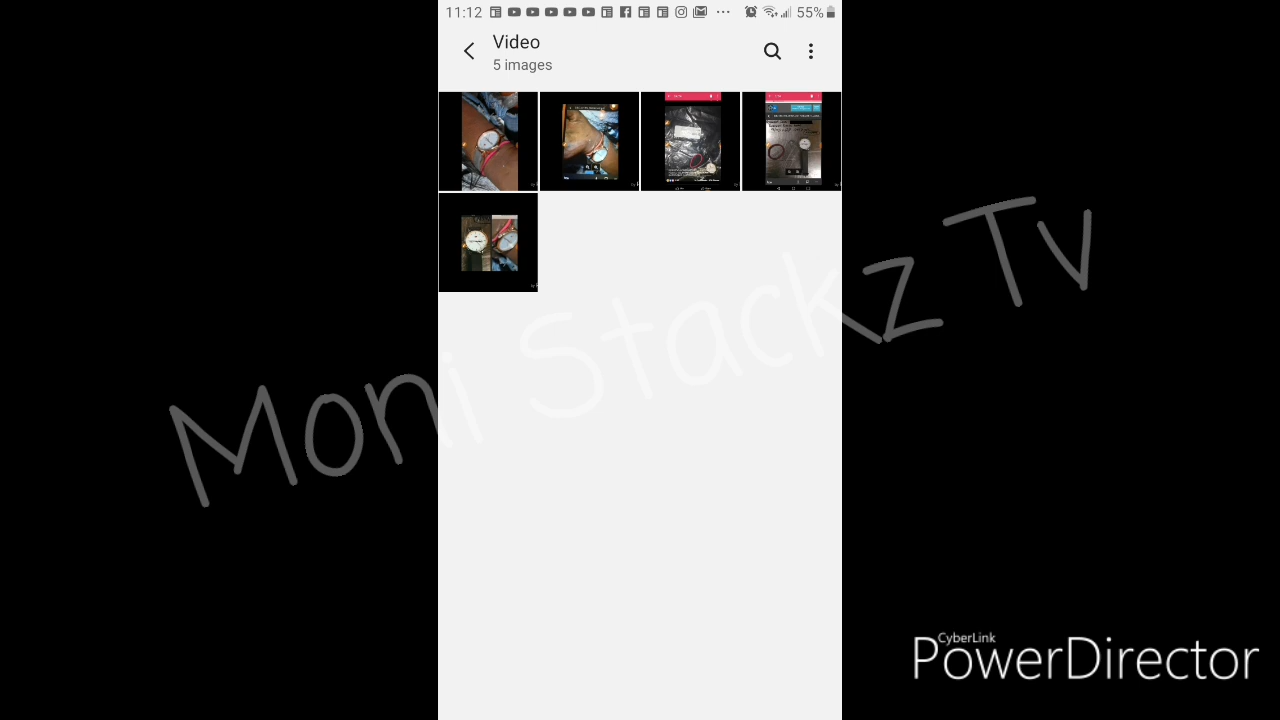 11:12
55%
Video
5 images
Moni Stackz Tv
CyberLink
PowerDirector